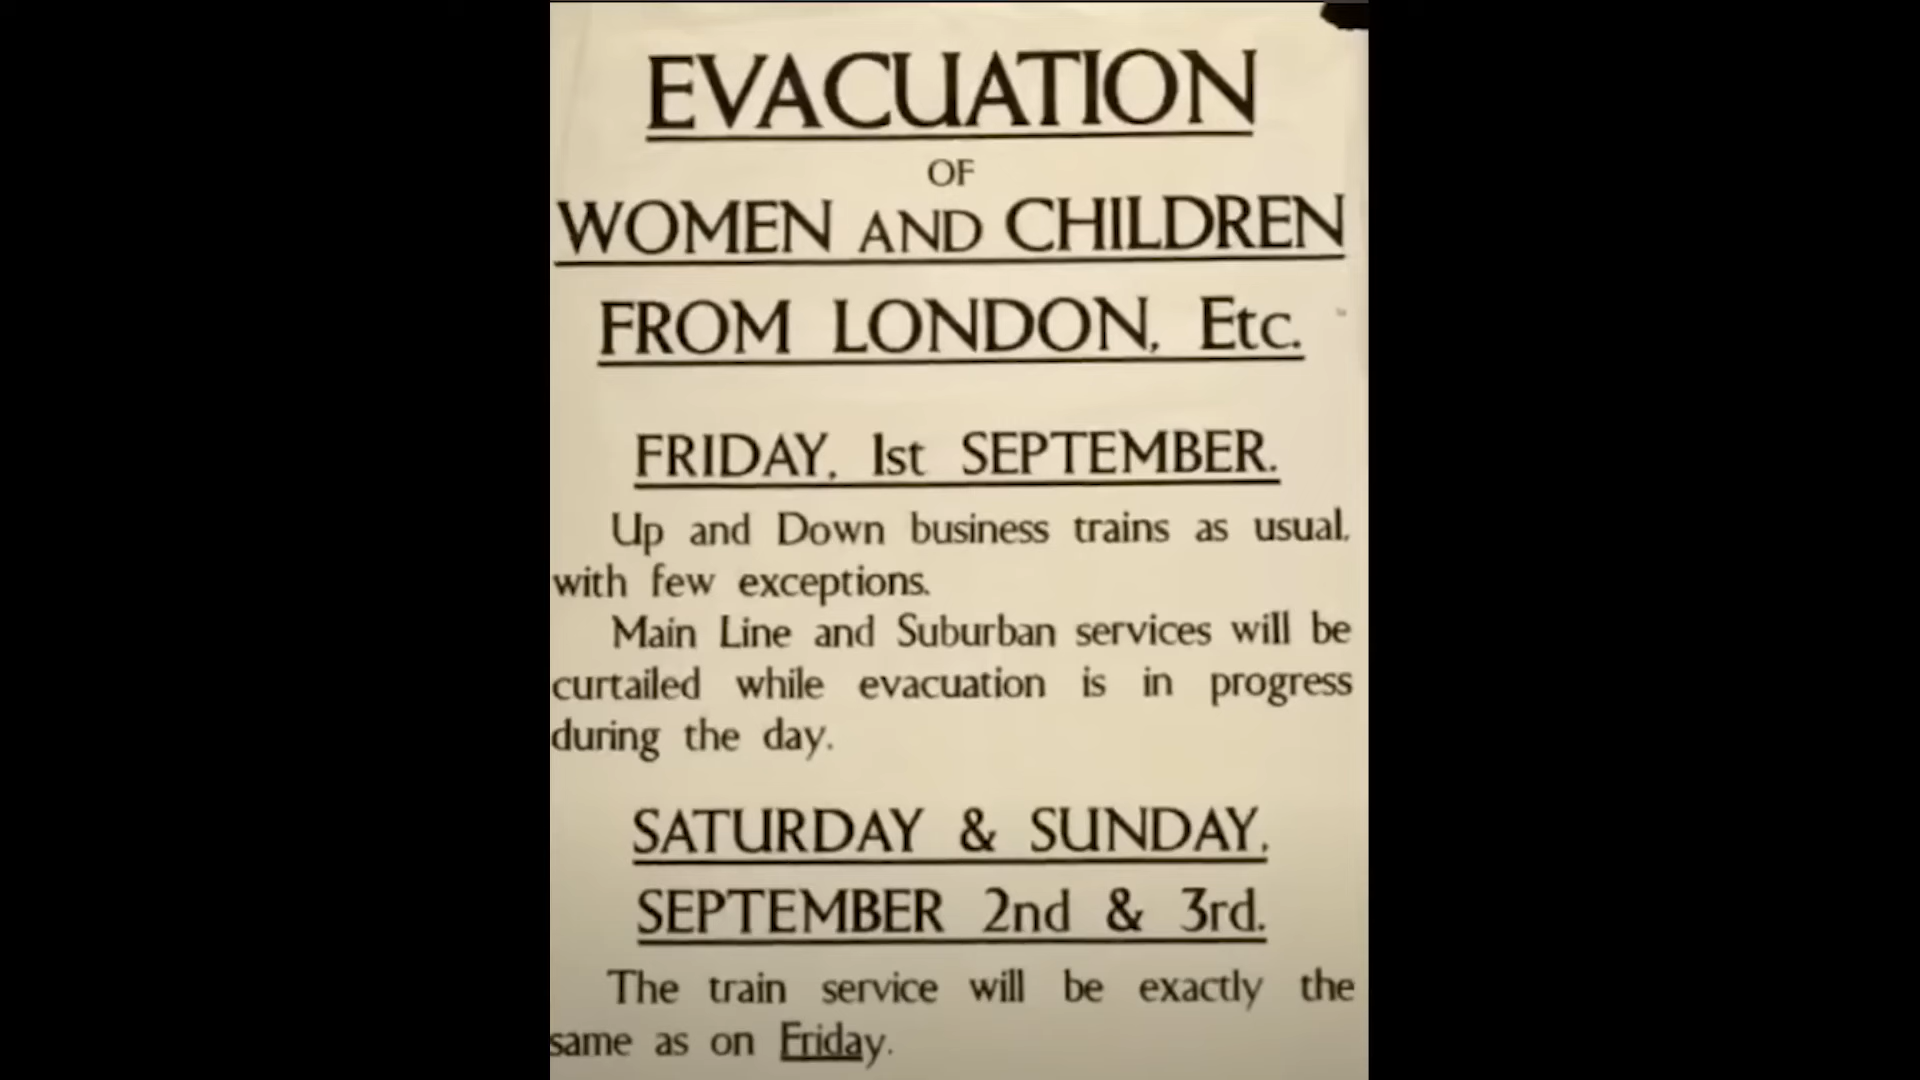 EVACUATION
OF
WOMEN AND CHILDREN
FROM LONDON, Etc.
FRIDAY, 1st SEPTEMBER.
Up and Down business trains as usual,
with few exceptions.
Main Line and Suburban services will be
curtailed while evacuation is in progress
during the day.
SATURDAY & SUNDAY,
SEPTEMBER 2nd & 3rd.
The train service will be exactly the
same as on Friday.